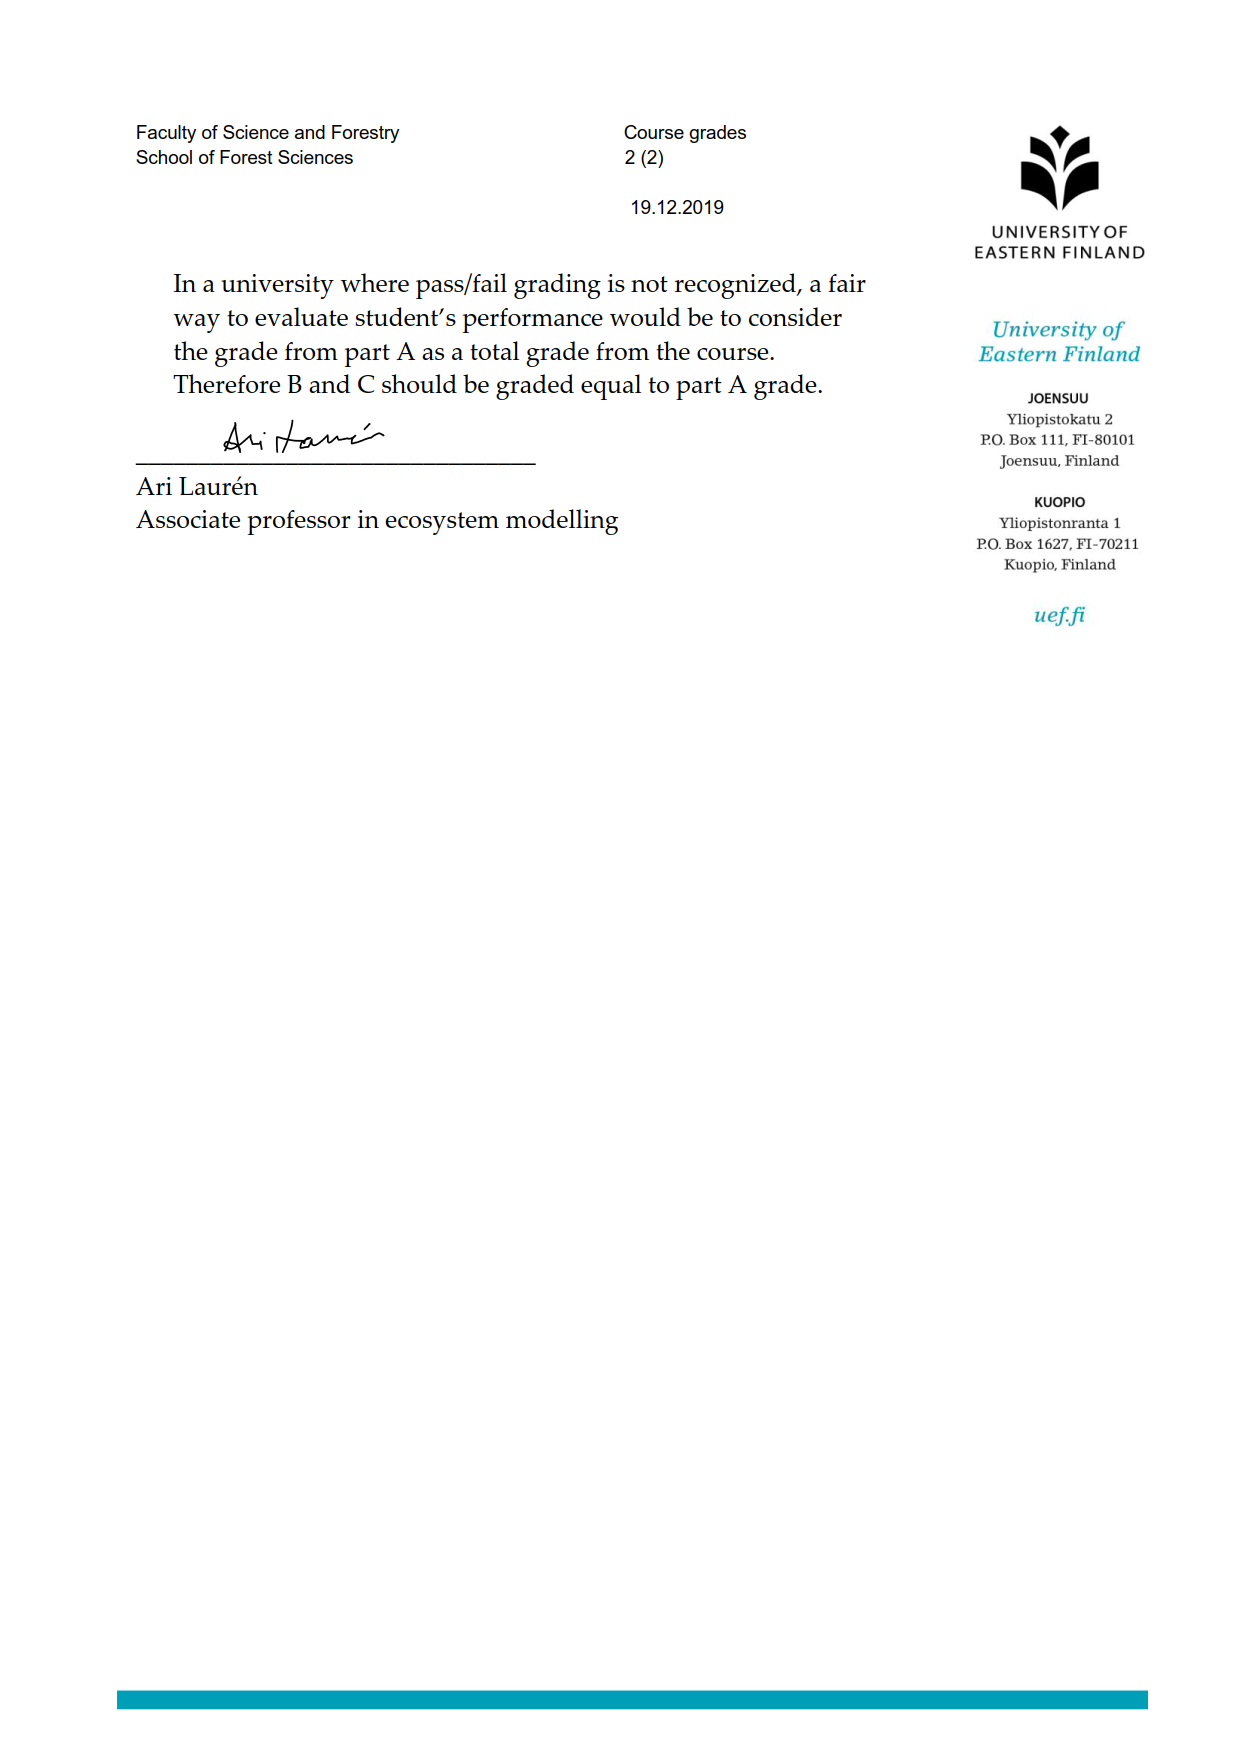 Faculty of Science and Forestry
School of Forest Sciences
Course grades
2 (2)
19.12.2019
UNIVERSITY OF
EASTERN FINLAND
In a university where pass/fail grading is not recognized, a fair
way to evaluate student’s performance would be to consider
the grade from part A as a total grade from the course.
Therefore B and C should be graded equal to part A grade.
Ari Laurén
Ari Laurén
Associate professor in ecosystem modelling
University of
Eastern Finland
JOENSUU
Yliopistokatu 2
P.O. Box 111, FI-80101
Joensuu, Finland
KUOPIO
Yliopistonranta 1
P.O. Box 1627, FI-70211
Kuopio, Finland
uef.fi